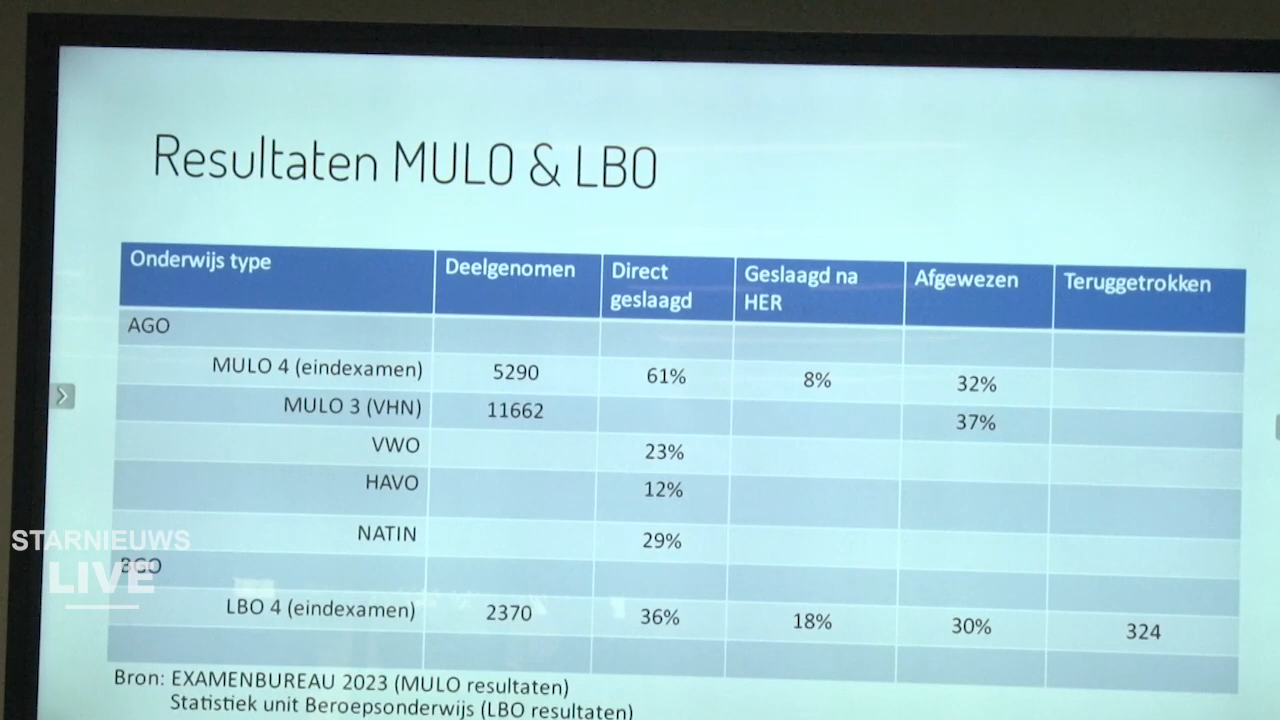 Resultaten MULO & LBO
Onderwijs type Deelgenomen Direct geslaagd Geslaagd na HER Afgewezen Teruggetrokken
AGO
MULO 4 (eindexamen) 5290 61% 8% 32%
MULO 3 (VHN) 11662 37%
VWO 23%
HAVO 12%
NATIN 29%
BGO
LBO 4 (eindexamen) 2370 36% 18% 30% 324
Bron: EXAMENBUREAU 2023 (MULO resultaten)
Statistiek unit Beroepsonderwijs (LBO resultaten)
STARNIEUWS
LIVE